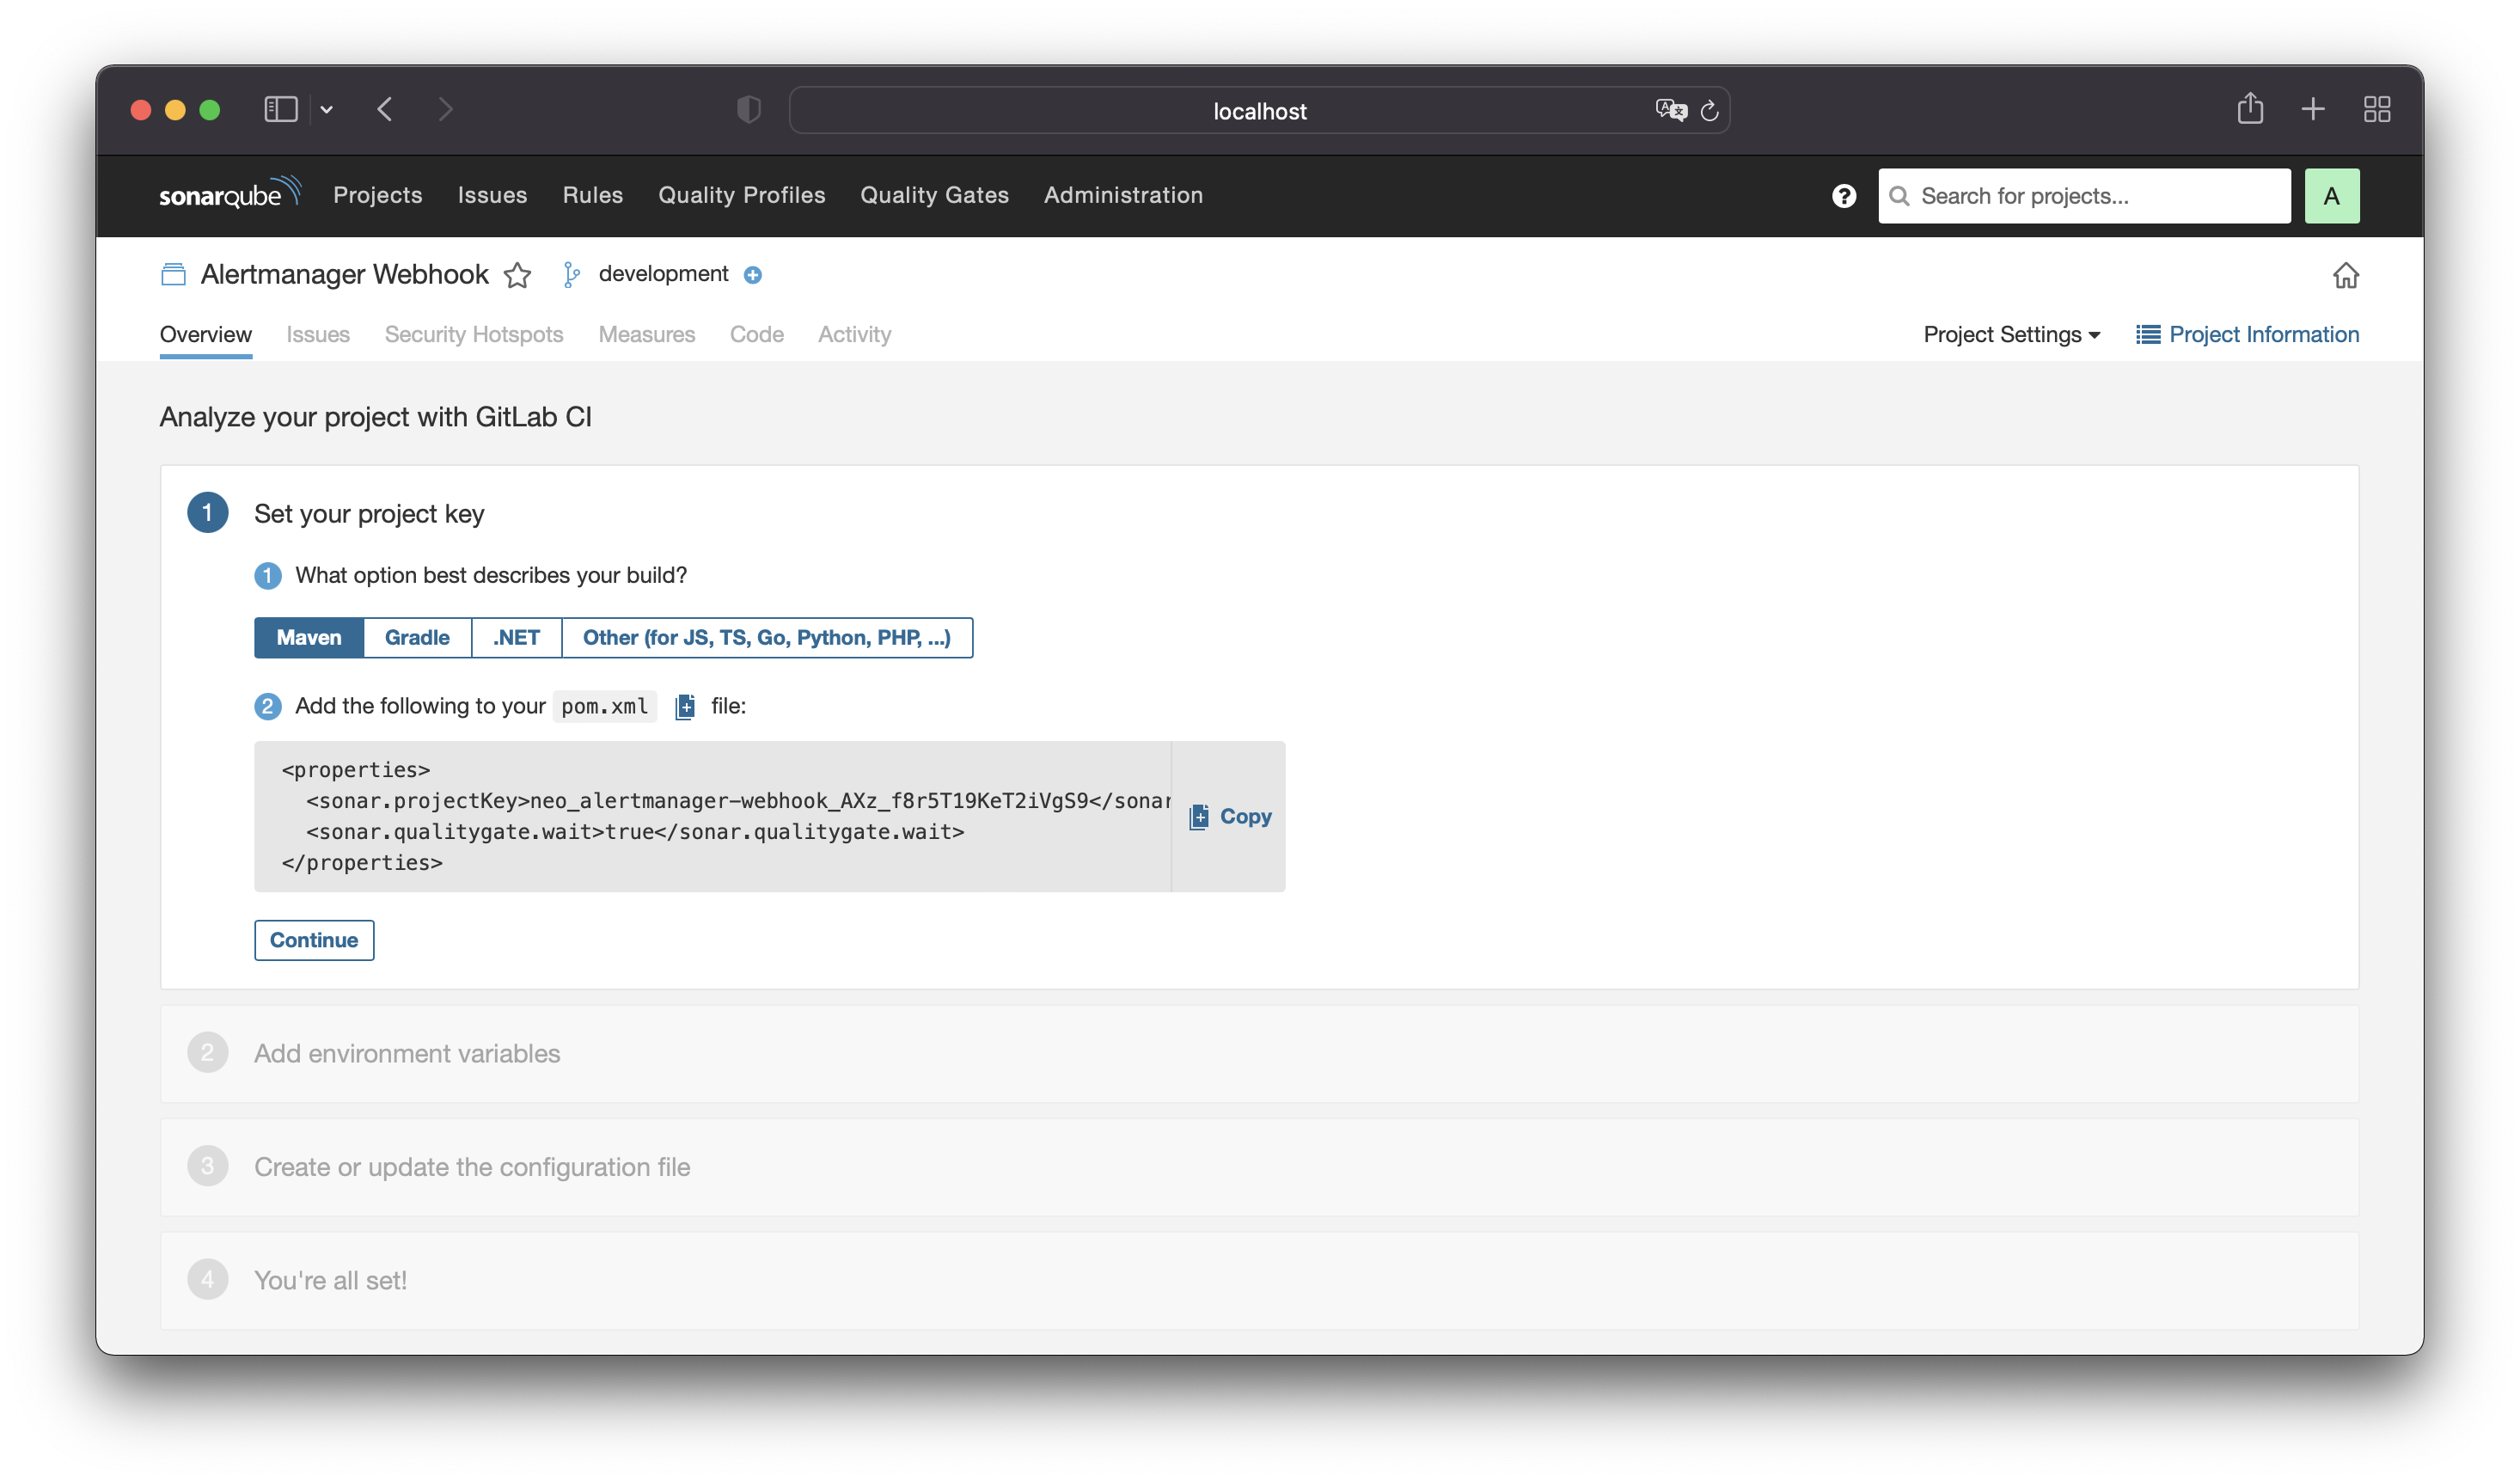 localhost
sonarqube Projects Issues Rules Quality Profiles Quality Gates Administration ? Search for projects... A
Alertmanager Webhook development
Overview Issues Security Hotspots Measures Code Activity Project Settings Project Information
Analyze your project with GitLab CI
1 Set your project key
1 What option best describes your build?
Maven Gradle .NET Other (for JS, TS, Go, Python, PHP, ...)
2 Add the following to your pom.xml file:
<properties>
<sonar.projectKey>neo_alertmanager-webhook_AXz_f8r5T19KeT2iVgS9</sonar
<sonar.qualitygate.wait>true</sonar.qualitygate.wait>
</properties>
Copy
Continue
2 Add environment variables
3 Create or update the configuration file
4 You're all set!